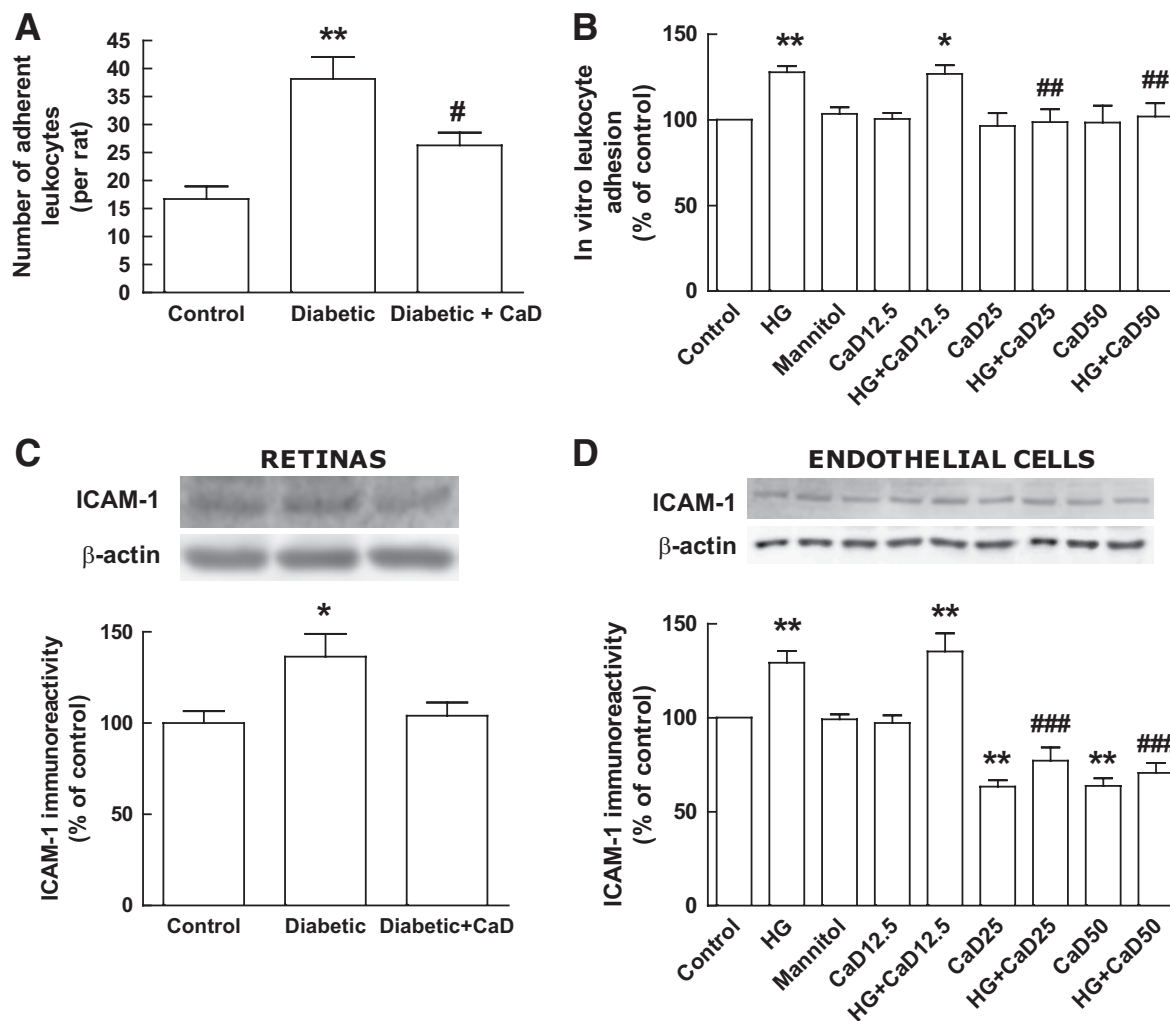 A
Number of adherent
leukocytes
(per rat)
45
40
35
30
25
20
15
10
5
0
**
#
Control
Diabetic
Diabetic + CaD
B
In vitro leukocyte
adhesion
(% of control)
150
100
50
0
**
*
##
##
Control
HG
Mannitol
CaD12.5
HG+CaD12.5
CaD25
HG+CaD25
CaD50
HG+CaD50
C
RETINAS
ICAM-1
β-actin
ICAM-1 immunoreactivity
(% of control)
150
100
50
0
*
Control
Diabetic
Diabetic+CaD
D
ENDOTHELIAL CELLS
ICAM-1
β-actin
ICAM-1 immunoreactivity
(% of control)
150
100
50
0
**
**
**
###
**
###
Control
HG
Mannitol
CaD12.5
HG+CaD12.5
CaD25
HG+CaD25
CaD50
HG+CaD50